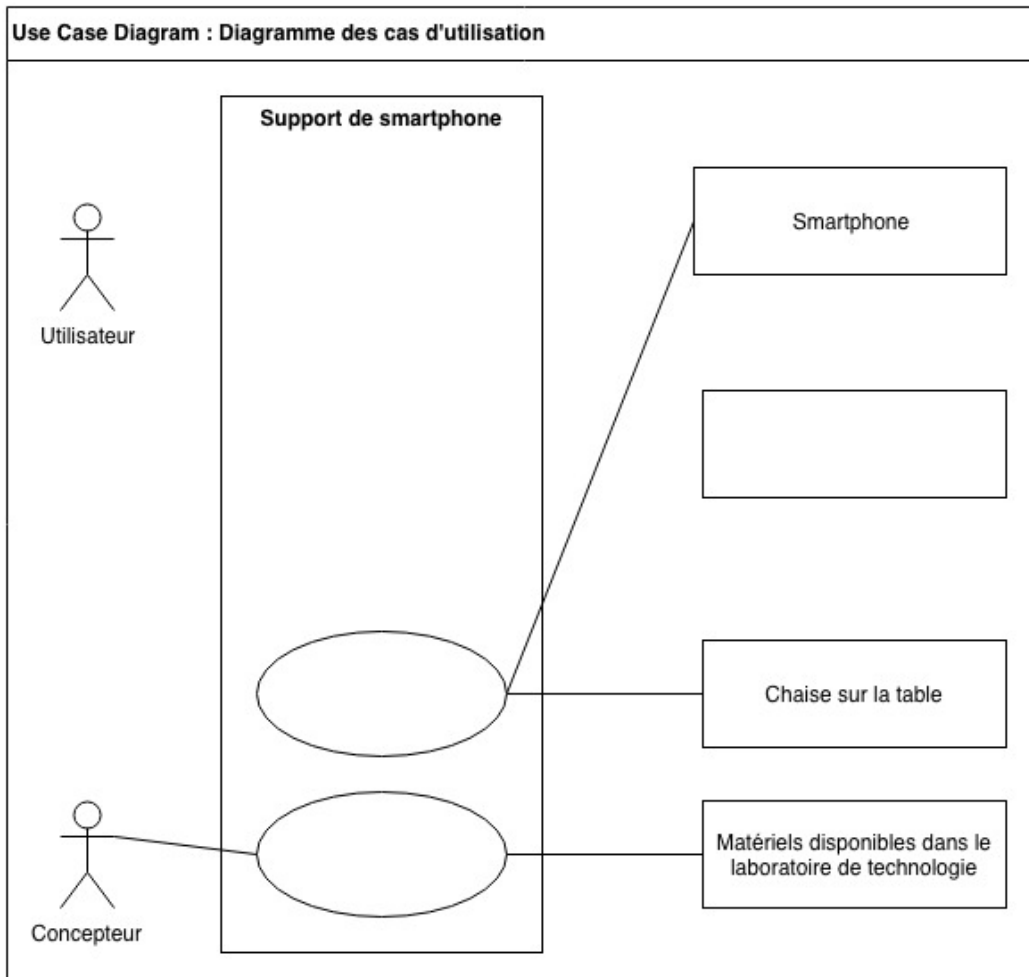 Use Case Diagram : Diagramme des cas d'utilisation
Support de smartphone
Smartphone
Utilisateur
Chaise sur la table
Matériels disponibles dans le
laboratoire de technologie
Concepteur